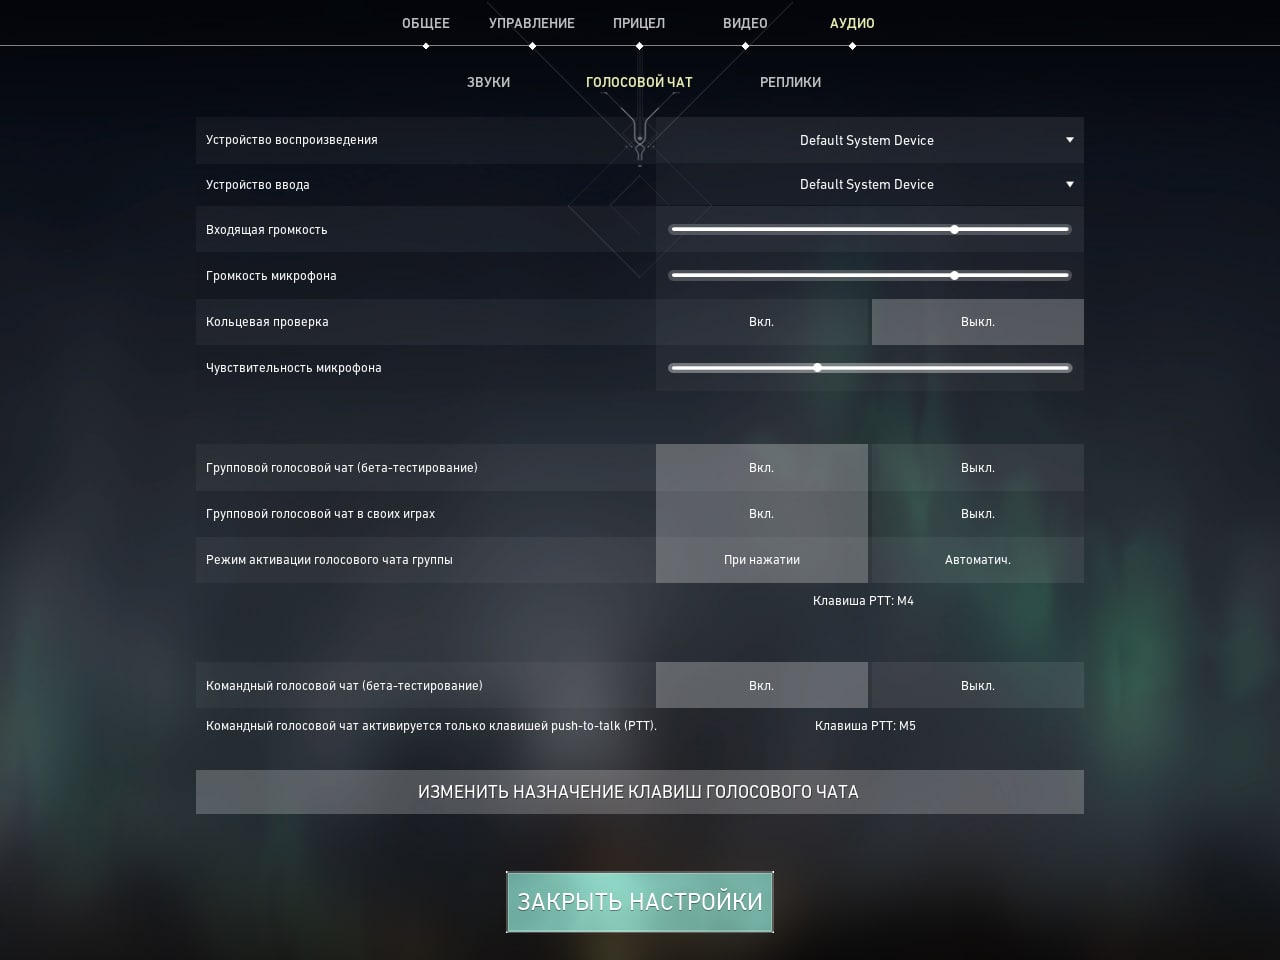 ОБЩЕЕ УПРАВЛЕНИЕ ПРИЦЕЛ ВИДЕО АУДИО
ЗВУКИ ГОЛОСОВОЙ ЧАТ РЕПЛИКИ
Устройство воспроизведения Default System Device
Устройство ввода Default System Device
Входящая громкость
Громкость микрофона
Кольцевая проверка Вкл. Выкл.
Чувствительность микрофона
Групповой голосовой чат (бета-тестирование) Вкл. Выкл.
Групповой голосовой чат в своих играх Вкл. Выкл.
Режим активации голосового чата группы При нажатии Автоматич.
Клавиша PTT: M4
Командный голосовой чат (бета-тестирование) Вкл. Выкл.
Командный голосовой чат активируется только клавишей push-to-talk (PTT). Клавиша PTT: M5
ИЗМЕНИТЬ НАЗНАЧЕНИЕ КЛАВИШ ГОЛОСОВОГО ЧАТА
ЗАКРЫТЬ НАСТРОЙКИ